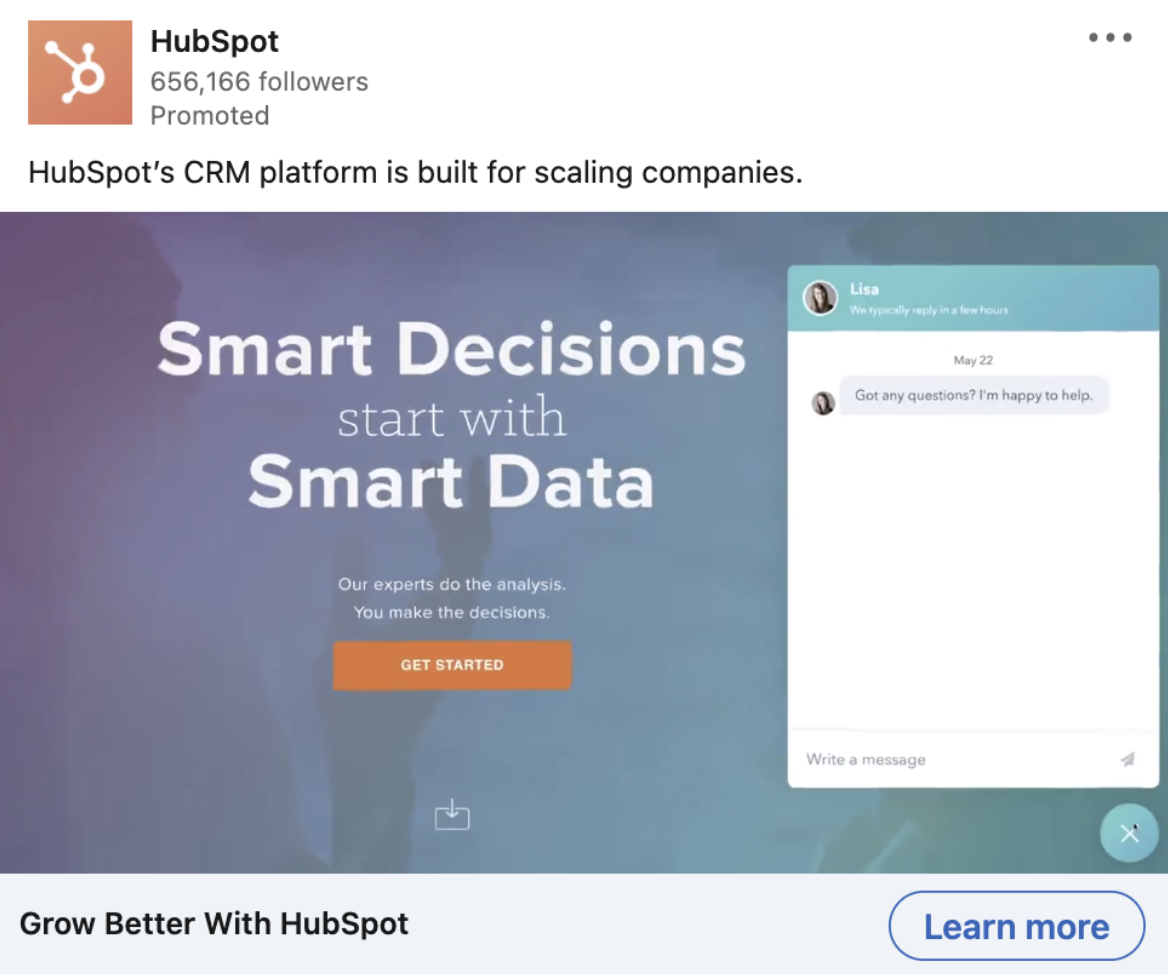 HubSpot
656,166 followers
Promoted
HubSpot’s CRM platform is built for scaling companies.
Smart Decisions
start with
Smart Data
Our experts do the analysis.
You make the decisions.
GET STARTED
Lisa
We typically reply in a few hours
May 22
Got any questions? I'm happy to help.
Write a message
Grow Better With HubSpot
Learn more